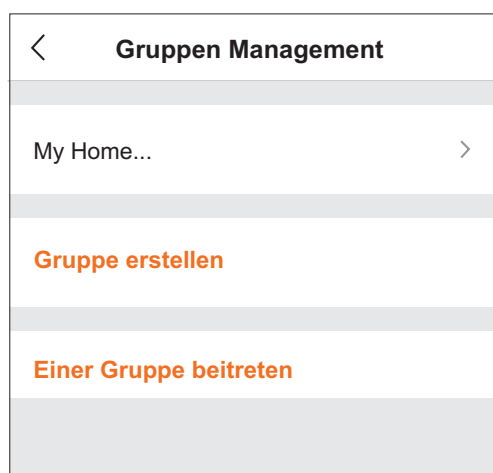 Gruppen Management
My Home...
Gruppe erstellen
Einer Gruppe beitreten